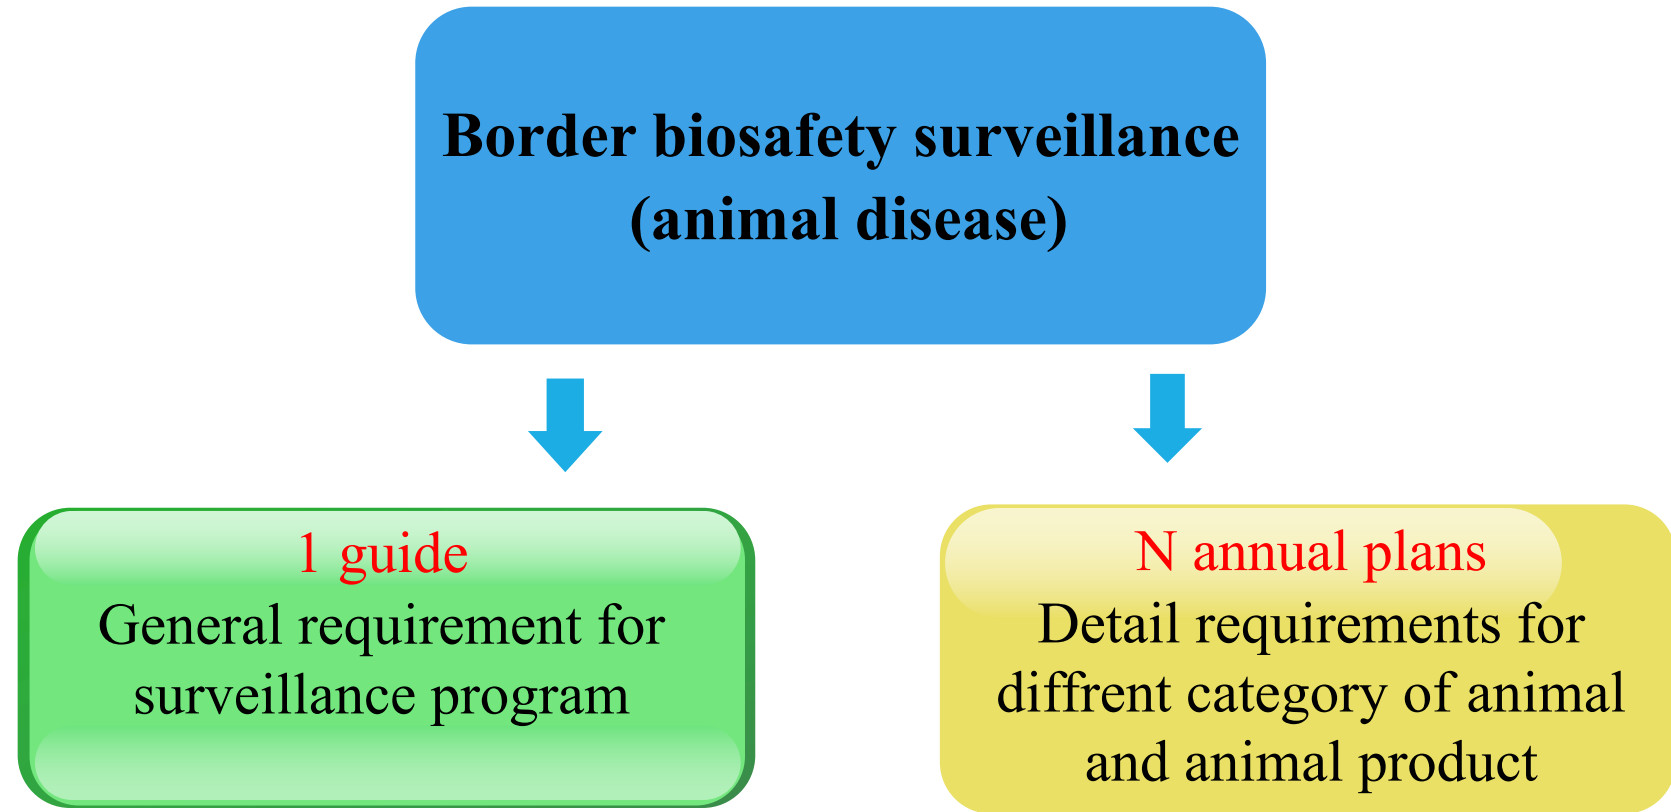 Border biosafety surveillance
(animal disease)
1 guide
General requirement for
surveillance program
N annual plans
Detail requirements for
diffrent category of animal
and animal product